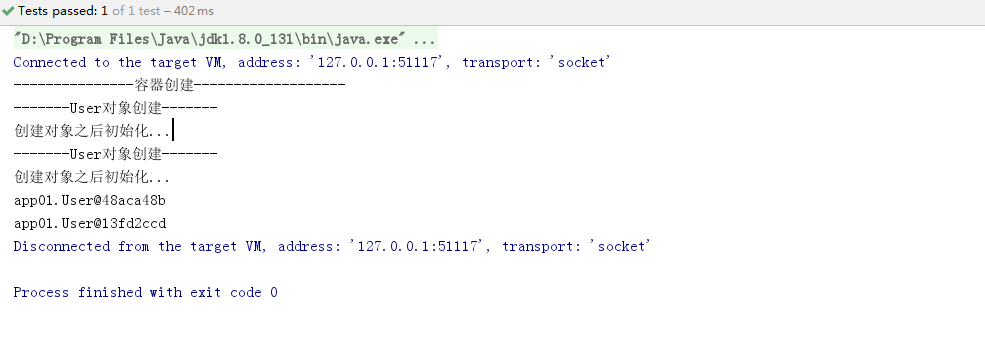 Tests passed: 1 of 1 test – 402 ms
"D:\Program Files\Java\jdk1.8.0_131\bin\java.exe" ...
Connected to the target VM, address: '127.0.0.1:51117', transport: 'socket'
---------------容器创建-------------------
-------User对象创建-------
创建对象之后初始化...
-------User对象创建-------
创建对象之后初始化...
app01.User@48aca48b
app01.User@13fd2ccd
Disconnected from the target VM, address: '127.0.0.1:51117', transport: 'socket'
Process finished with exit code 0